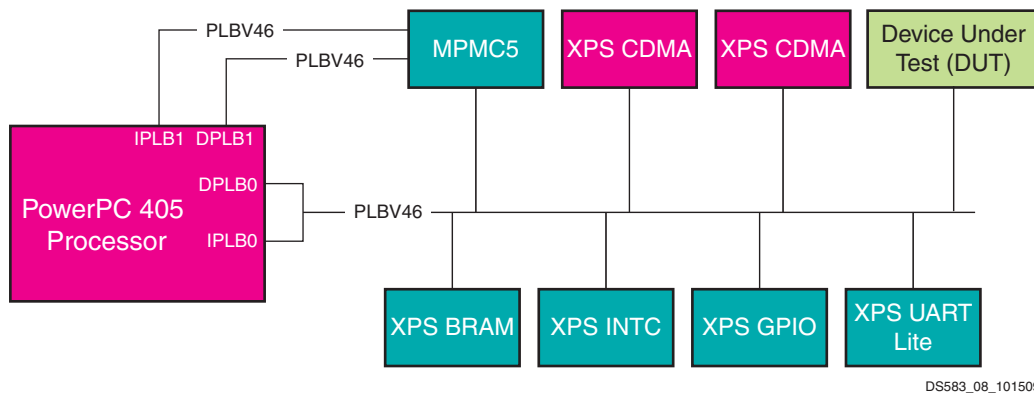 PLBV46
PLBV46
MPMC5
XPS CDMA
XPS CDMA
Device Under
Test (DUT)
IPLB1 DPLB1
DPLB0
PowerPC 405
Processor
IPLB0
PLBV46
XPS BRAM
XPS INTC
XPS GPIO
XPS UART
Lite
DS583_08_101509